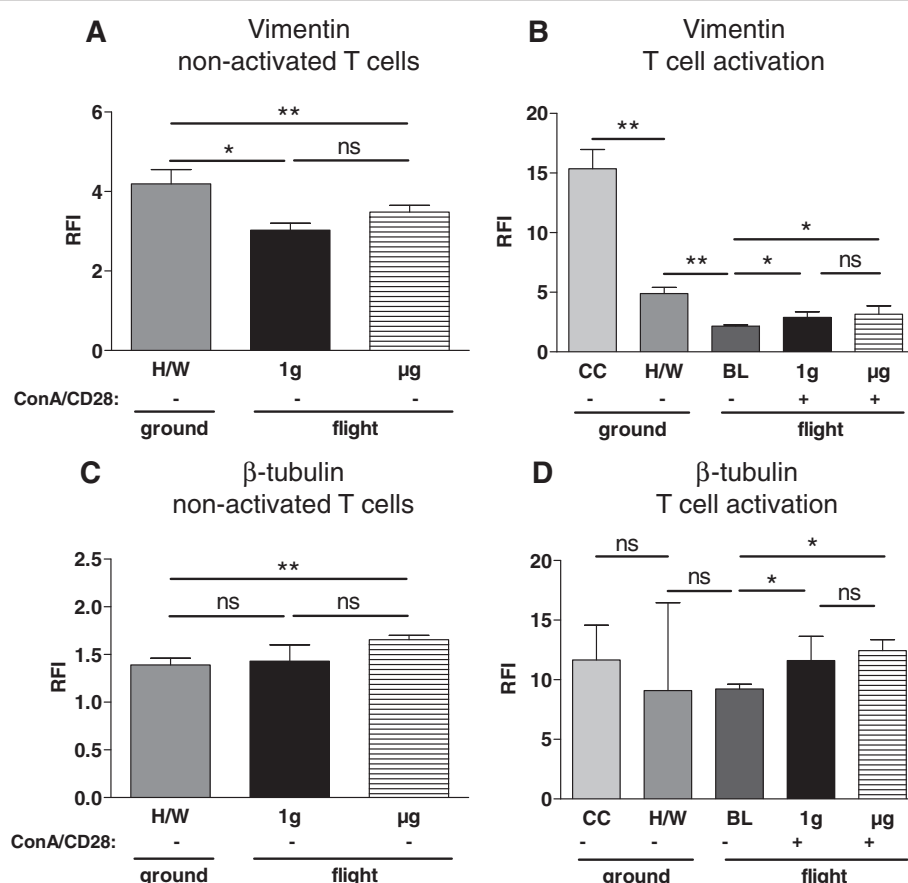 A
Vimentin
non-activated T cells
6
4
2
0
RFI
**
*
ns
H/W
1g
µg
ConA/CD28:
-
-
-
ground
flight
B
Vimentin
T cell activation
20
15
10
5
0
RFI
**
*
**
*
ns
CC
H/W
BL
1g
µg
-
-
-
+
+
ground
flight
C
β-tubulin
non-activated T cells
2.5
2.0
1.5
1.0
0.5
0.0
RFI
**
ns
ns
H/W
1g
µg
ConA/CD28:
-
-
-
ground
flight
D
β-tubulin
T cell activation
20
15
10
5
0
RFI
ns
*
ns
*
ns
CC
H/W
BL
1g
µg
-
-
-
+
+
ground
flight